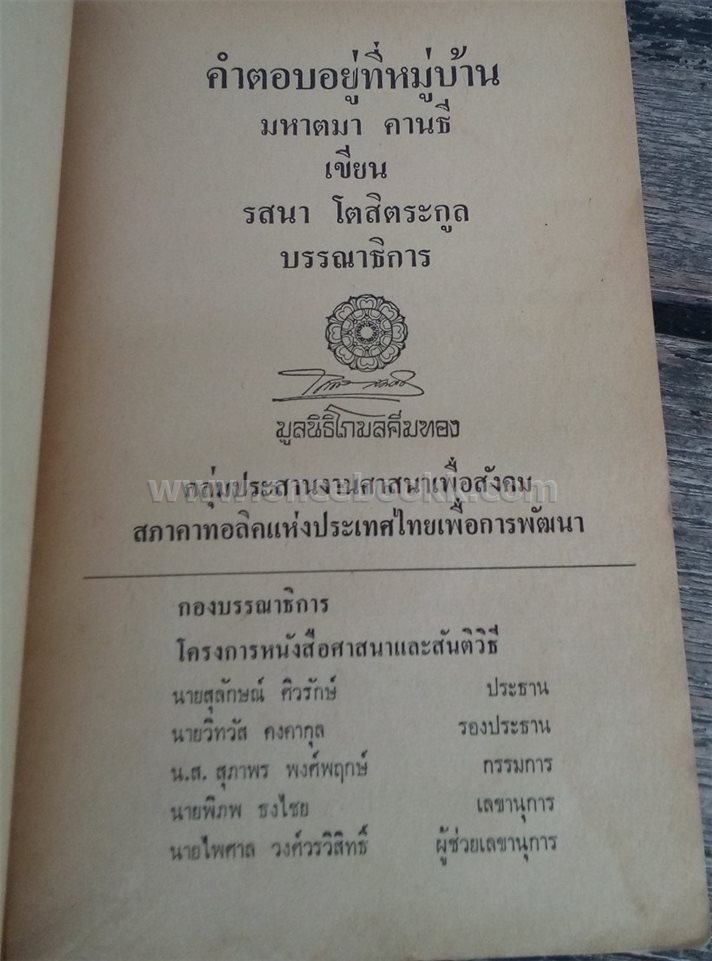 คำตอบอยู่ที่หมู่บ้าน
มหาตมา คานธี
เขียน
รสนา โตสิตระกูล
บรรณาธิการ
มูลนิธิโกมลคีมทอง
กลุ่มประสานงานศาสนาเพื่อสังคม
สภาคาทอลิคแห่งประเทศไทยเพื่อการพัฒนา
กองบรรณาธิการ
โครงการหนังสือศาสนาและสันติวิธี
นายสุลักษณ์ ศิวรักษ์ ประธาน
นายวิทวัส คงคากุล รองประธาน
น.ส. สุภาพร พงศ์พฤกษ์ กรรมการ
นายพิภพ ธงไชย เลขานุการ
นายไพศาล วงศ์วรวิสิทธิ์ ผู้ช่วยเลขานุการ